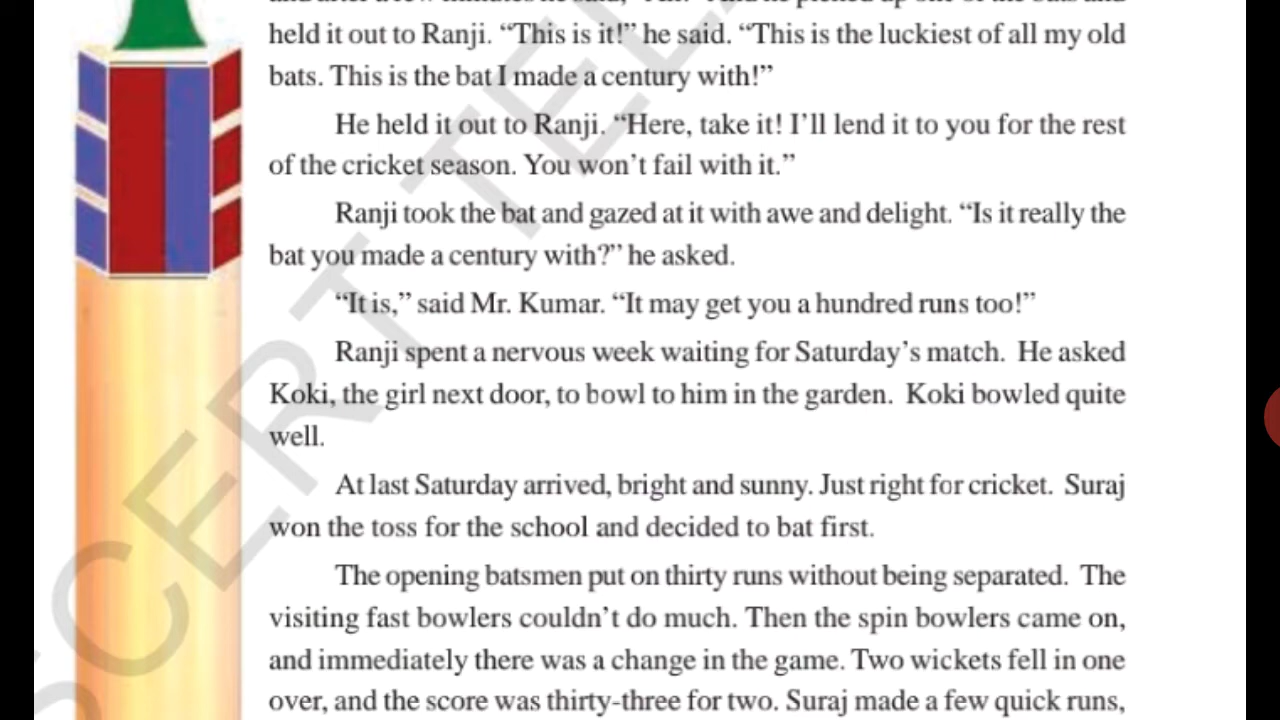 held it out to Ranji. “This is it!” he said. “This is the luckiest of all my old
bats. This is the bat I made a century with!”
He held it out to Ranji. “Here, take it! I’ll lend it to you for the rest
of the cricket season. You won’t fail with it.”
Ranji took the bat and gazed at it with awe and delight. “Is it really the
bat you made a century with?” he asked.
“It is,” said Mr. Kumar. “It may get you a hundred runs too!”
Ranji spent a nervous week waiting for Saturday’s match. He asked
Koki, the girl next door, to bowl to him in the garden. Koki bowled quite
well.
At last Saturday arrived, bright and sunny. Just right for cricket. Suraj
won the toss for the school and decided to bat first.
The opening batsmen put on thirty runs without being separated. The
visiting fast bowlers couldn’t do much. Then the spin bowlers came on,
and immediately there was a change in the game. Two wickets fell in one
over, and the score was thirty-three for two. Suraj made a few quick runs,
SCERT TEL